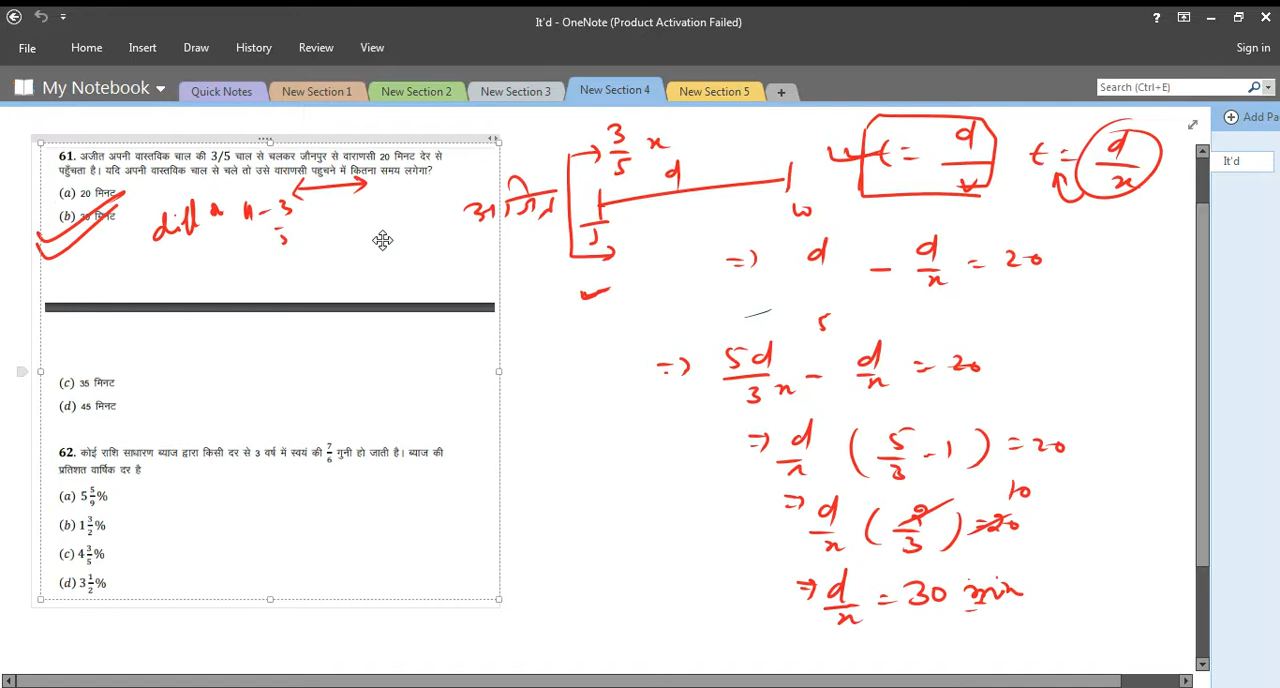 It'd - OneNote (Product Activation Failed)
File Home Insert Draw History Review View Sign in
My Notebook Quick Notes New Section 1 New Section 2 New Section 3 New Section 4 New Section 5 Search (Ctrl+E)
Add Pa
It'd
61. अजीत अपनी वास्तविक चाल की 3/5 चाल से चलकर जौनपुर से वाराणसी 20 मिनट देर से
पहुँचता है। यदि अपनी वास्तविक चाल से चले तो उसे वाराणसी पहुचने में कितना समय लगेगा?
(a) 20 मिनट
(b) 30 मिनट
(c) 35 मिनट
(d) 45 मिनट
62. कोई राशि साधारण ब्याज द्वारा किसी दर से 3 वर्ष में स्वयं की 7/6 गुनी हो जाती है। ब्याज की
प्रतिशत वार्षिक दर है
(a) 5 5/9%
(b) 1 3/2%
(c) 4 3/5%
(d) 3 1/2%
3/5 x
d
t = d/v
t = d/x
⇒ d - d/x = 20
5
⇒ 5d/3x - d/x = 20
⇒ d/x (5/3 - 1) = 20
⇒ d/x (2/3) = 20 10
⇒ d/x = 30 min